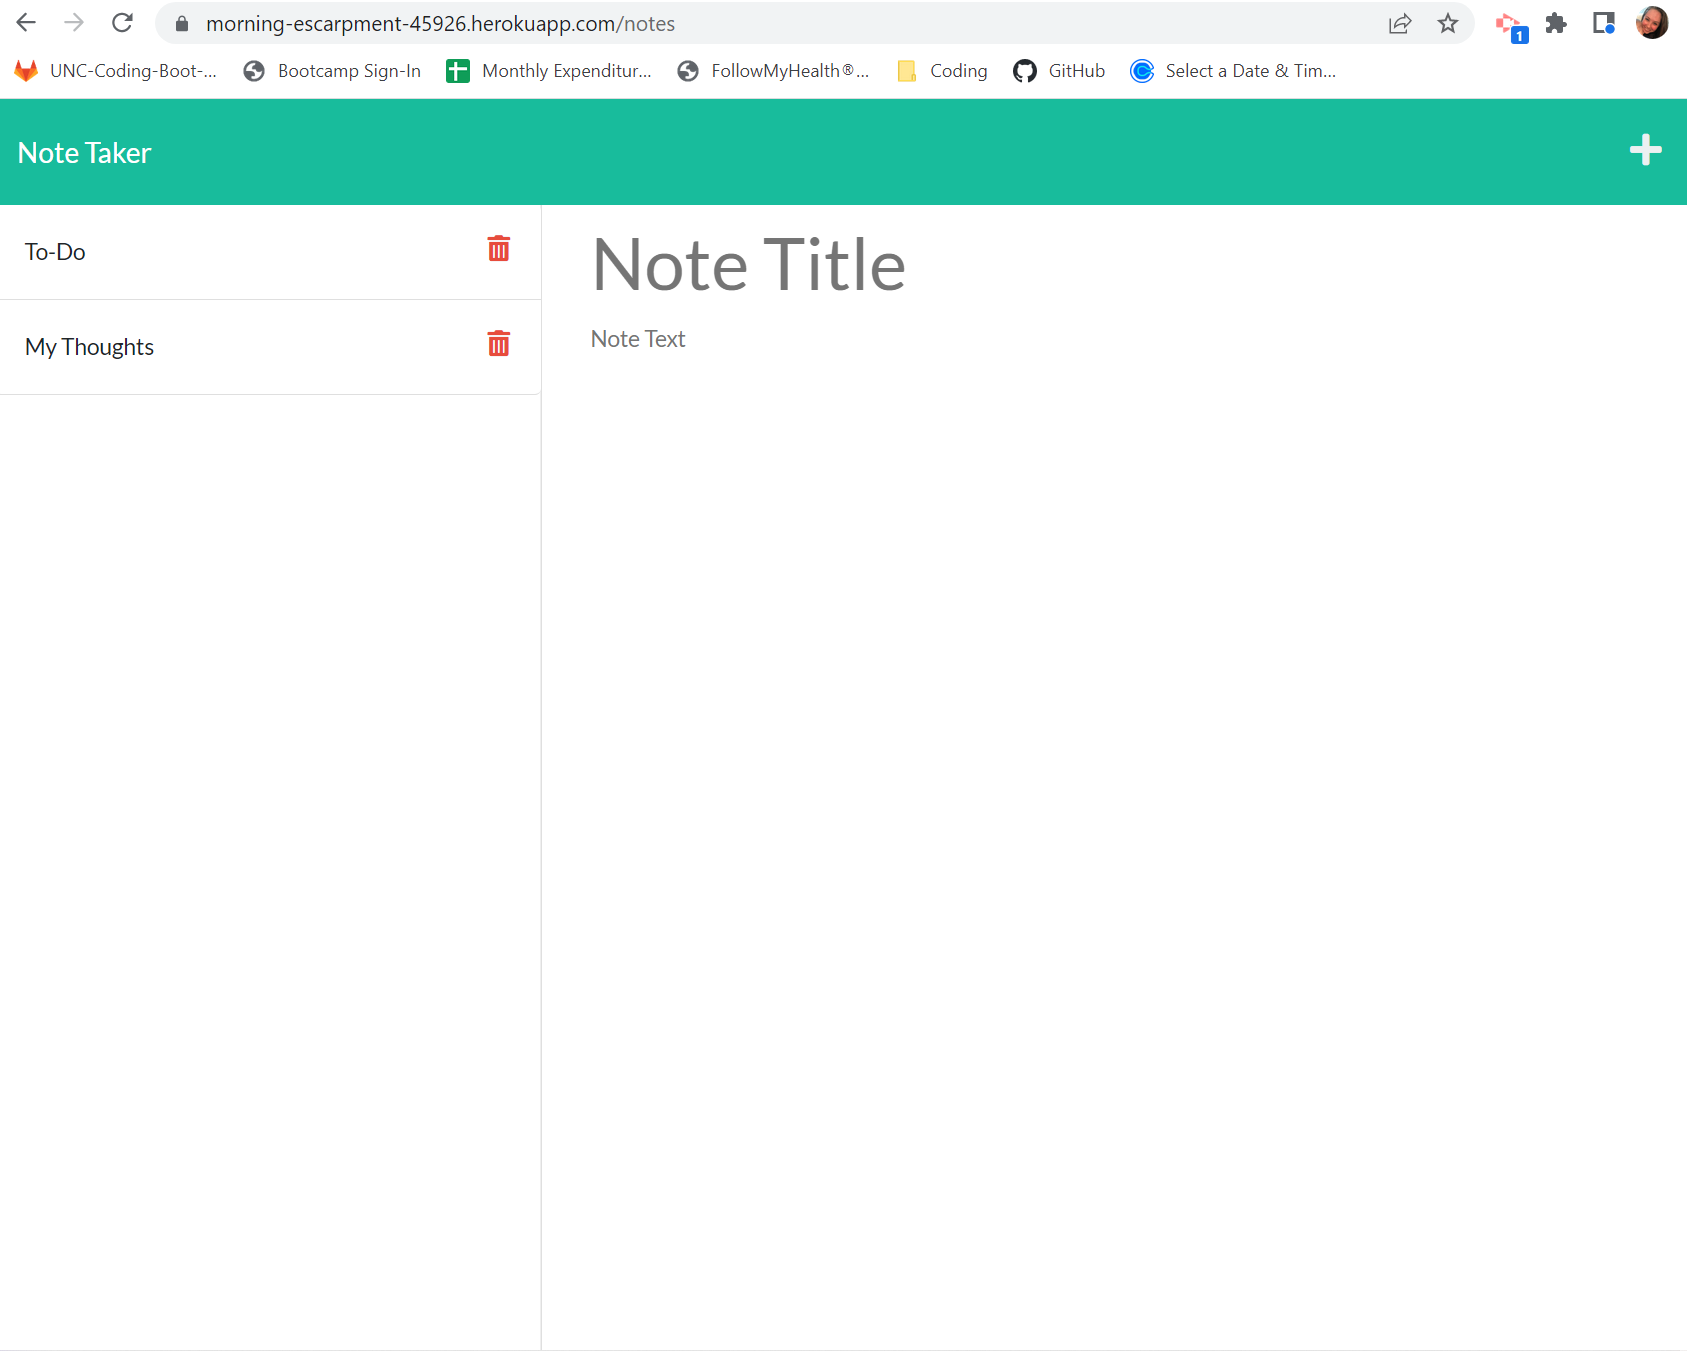 morning-escarpment-45926.herokuapp.com/notes
1
UNC-Coding-Boot-... Bootcamp Sign-In Monthly Expenditur... FollowMyHealth®... Coding GitHub Select a Date & Tim...
Note Taker
To-Do
My Thoughts
Note Title
Note Text